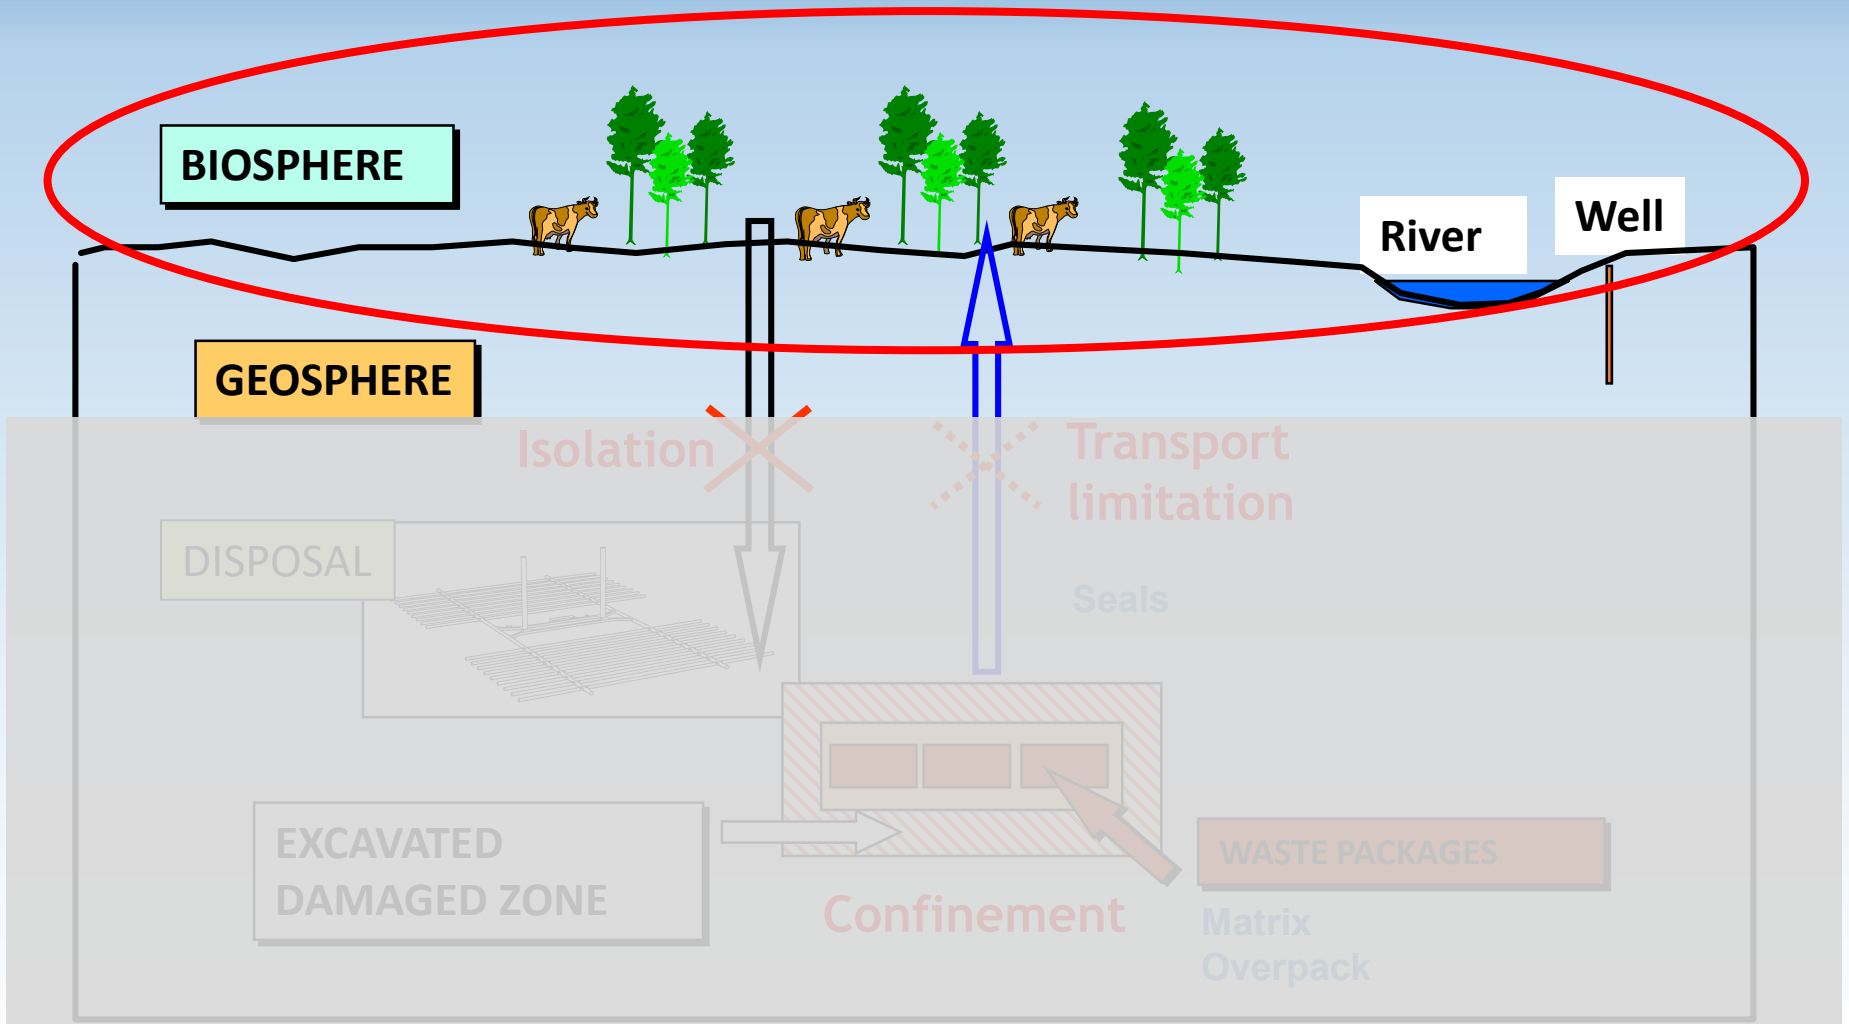 BIOSPHERE
River
Well
GEOSPHERE
Isolation
Transport
limitation
DISPOSAL
Seals
EXCAVATED
DAMAGED ZONE
WASTE PACKAGES
Confinement
Matrix
Overpack